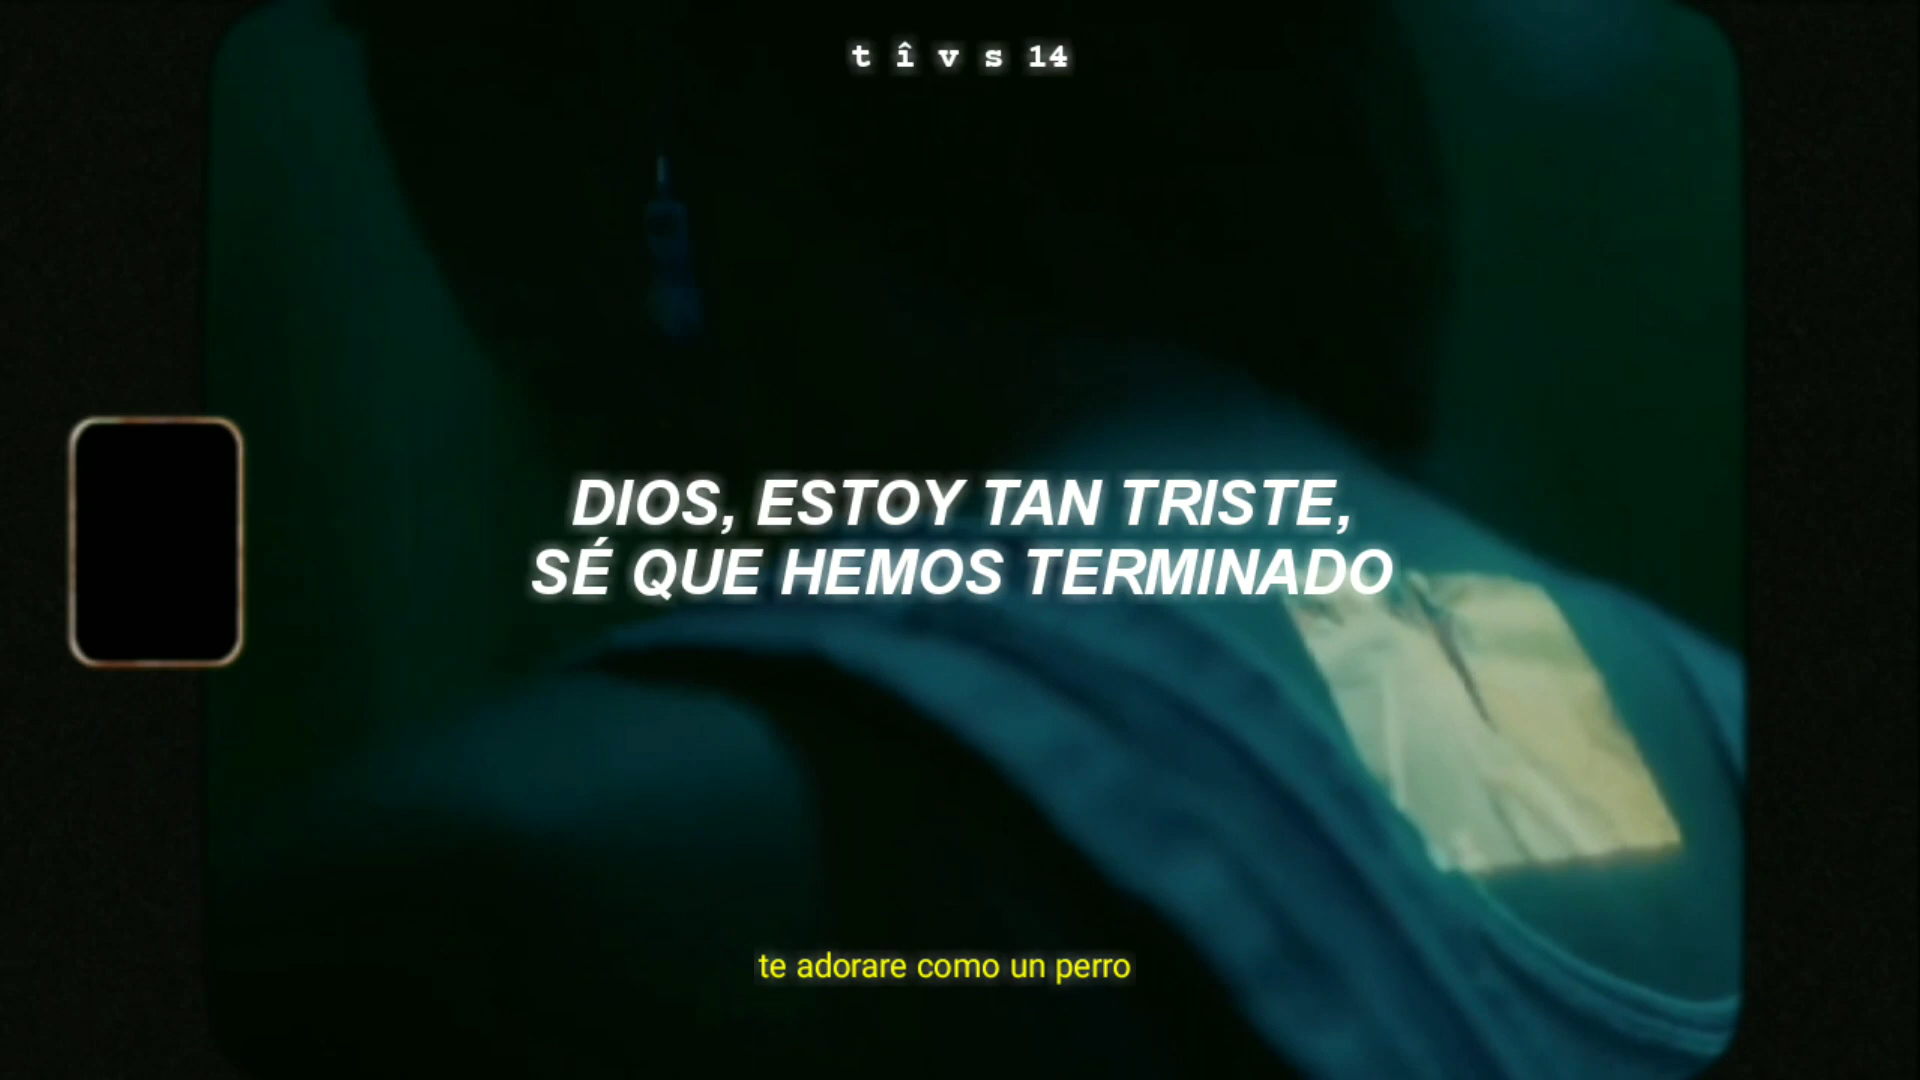 t î v s 14
DIOS, ESTOY TAN TRISTE,
SÉ QUE HEMOS TERMINADO
te adorare como un perro